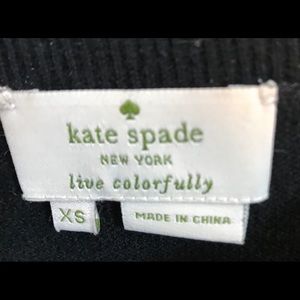 kate spade
NEW YORK
live colorfully
XS
MADE IN CHINA